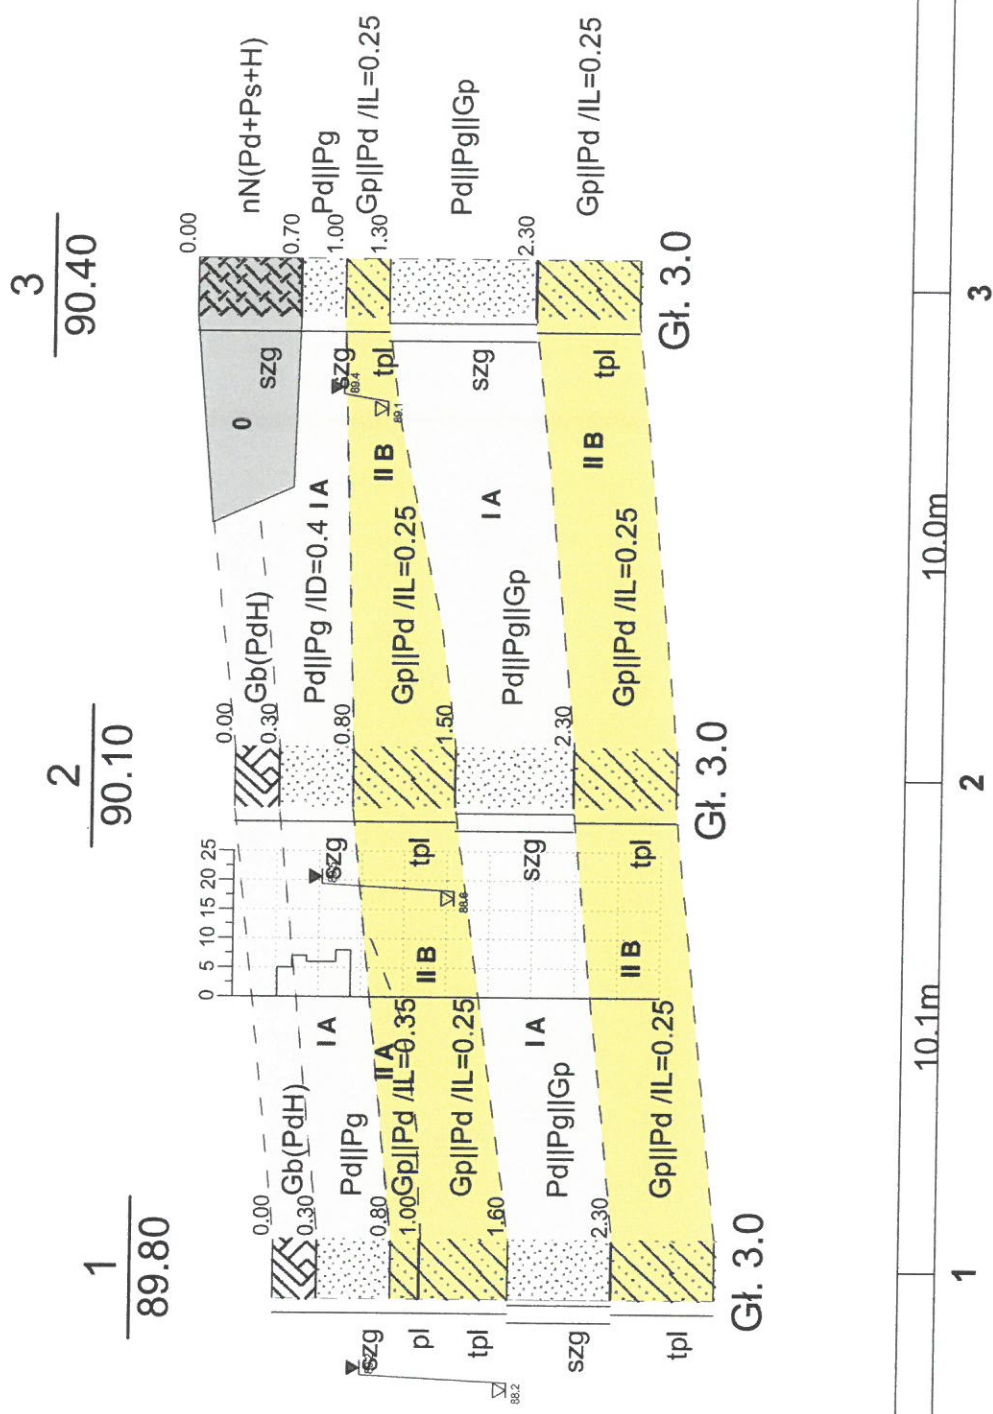 1
89.80
0.00
0.30
0.80
1.00
1.60
2.30
Gb(PdH)
Pd||Pg
Gp||Pd /IL=0.35
Gp||Pd /IL=0.25
Pd||Pg||Gp
Gp||Pd /IL=0.25
szg
pl
tpl
szg
tpl
88.2
Gł. 3.0
I A
II A
II B
I A
II B
0 5 10 15 20 25
2
90.10
0.00
0.30
0.80
1.50
2.30
szg
tpl
szg
tpl
88.6
Gł. 3.0
Gb(PdH)
Pd||Pg /ID=0.4 I A
Gp||Pd /IL=0.25
II B
Pd||Pg||Gp
I A
Gp||Pd /IL=0.25
II B
0
3
90.40
0.00
0.70
1.00
1.30
2.30
szg
szg
tpl
szg
tpl
89.4
89.1
nN(Pd+Ps+H)
Pd||Pg
Gp||Pd /IL=0.25
Pd||Pg||Gp
Gp||Pd /IL=0.25
Gł. 3.0
10.1m
10.0m
1
2
3